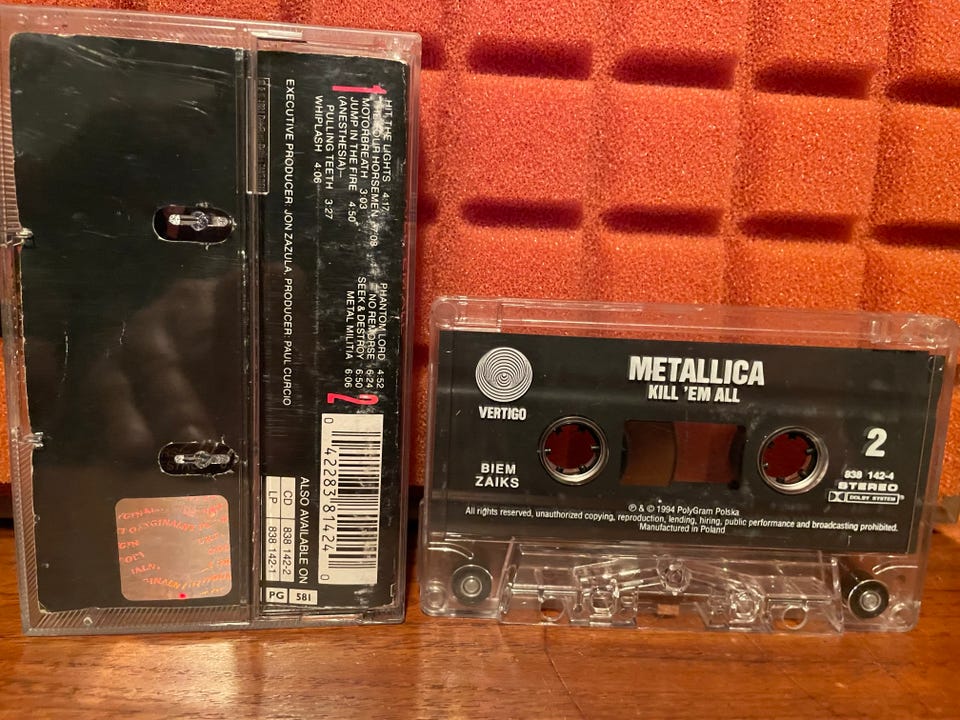 1
HIT THE LIGHTS 4:17
MOTORBREATH 3:03
JUMP IN THE FIRE 4:50
(ANESTHESIA)—
PULLING TEETH 3:27
WHIPLASH 4:06
PHANTOM LORD 4:52
NO REMORSE 6:24
SEEK & DESTROY 6:50
METAL MILITIA 6:06
2
EXECUTIVE PRODUCER: JON ZAZULA, PRODUCER: PAUL CURCIO
0 42283 81424 0
ALSO AVAILABLE ON
CD 838 142-2
LP 838 142-1
PG 581
VERTIGO
METALLICA
KILL 'EM ALL
BIEM
ZAIKS
2
838 142-4
STEREO
DOLBY SYSTEM
℗ & © 1994 PolyGram Polska
All rights reserved, unauthorized copying, reproduction, lending, hiring, public performance and broadcasting prohibited.
Manufactured in Poland